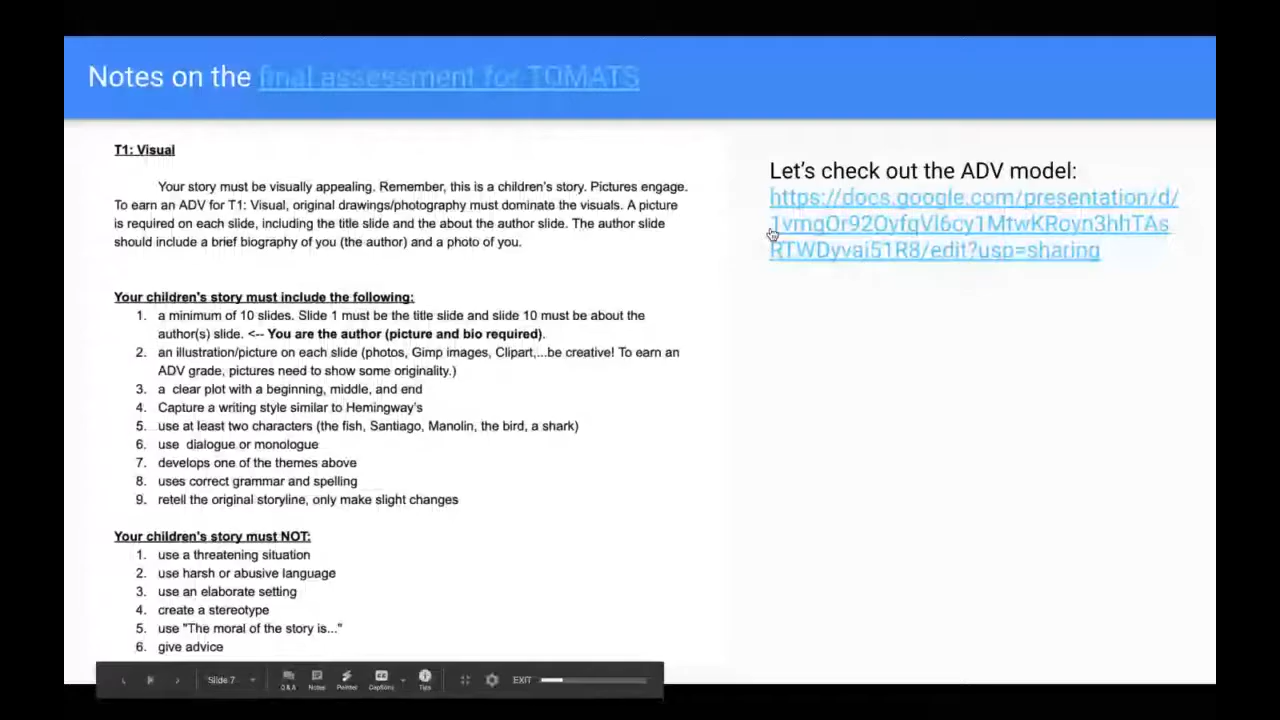 Notes on the final assessment for TOMATS
T1: Visual
Your story must be visually appealing. Remember, this is a children's story. Pictures engage.
To earn an ADV for T1: Visual, original drawings/photography must dominate the visuals. A picture
is required on each slide, including the title slide and the about the author slide. The author slide
should include a brief biography of you (the author) and a photo of you.
Your children's story must include the following:
1. a minimum of 10 slides. Slide 1 must be the title slide and slide 10 must be about the
author(s) slide. <-- You are the author (picture and bio required).
2. an illustration/picture on each slide (photos, Gimp images, Clipart,...be creative! To earn an
ADV grade, pictures need to show some originality.)
3. a clear plot with a beginning, middle, and end
4. Capture a writing style similar to Hemingway's
5. use at least two characters (the fish, Santiago, Manolin, the bird, a shark)
6. use dialogue or monologue
7. develops one of the themes above
8. uses correct grammar and spelling
9. retell the original storyline, only make slight changes
Your children's story must NOT:
1. use a threatening situation
2. use harsh or abusive language
3. use an elaborate setting
4. create a stereotype
5. use "The moral of the story is..."
6. give advice
Let's check out the ADV model:
https://docs.google.com/presentation/d/
1vmgOr92OyfqVl6cy1MtwKRoyn3hhTAs
RTWDyvai51R8/edit?usp=sharing
Slide 7
Q & A
Notes
Pointer
Captions
Tips
EXIT